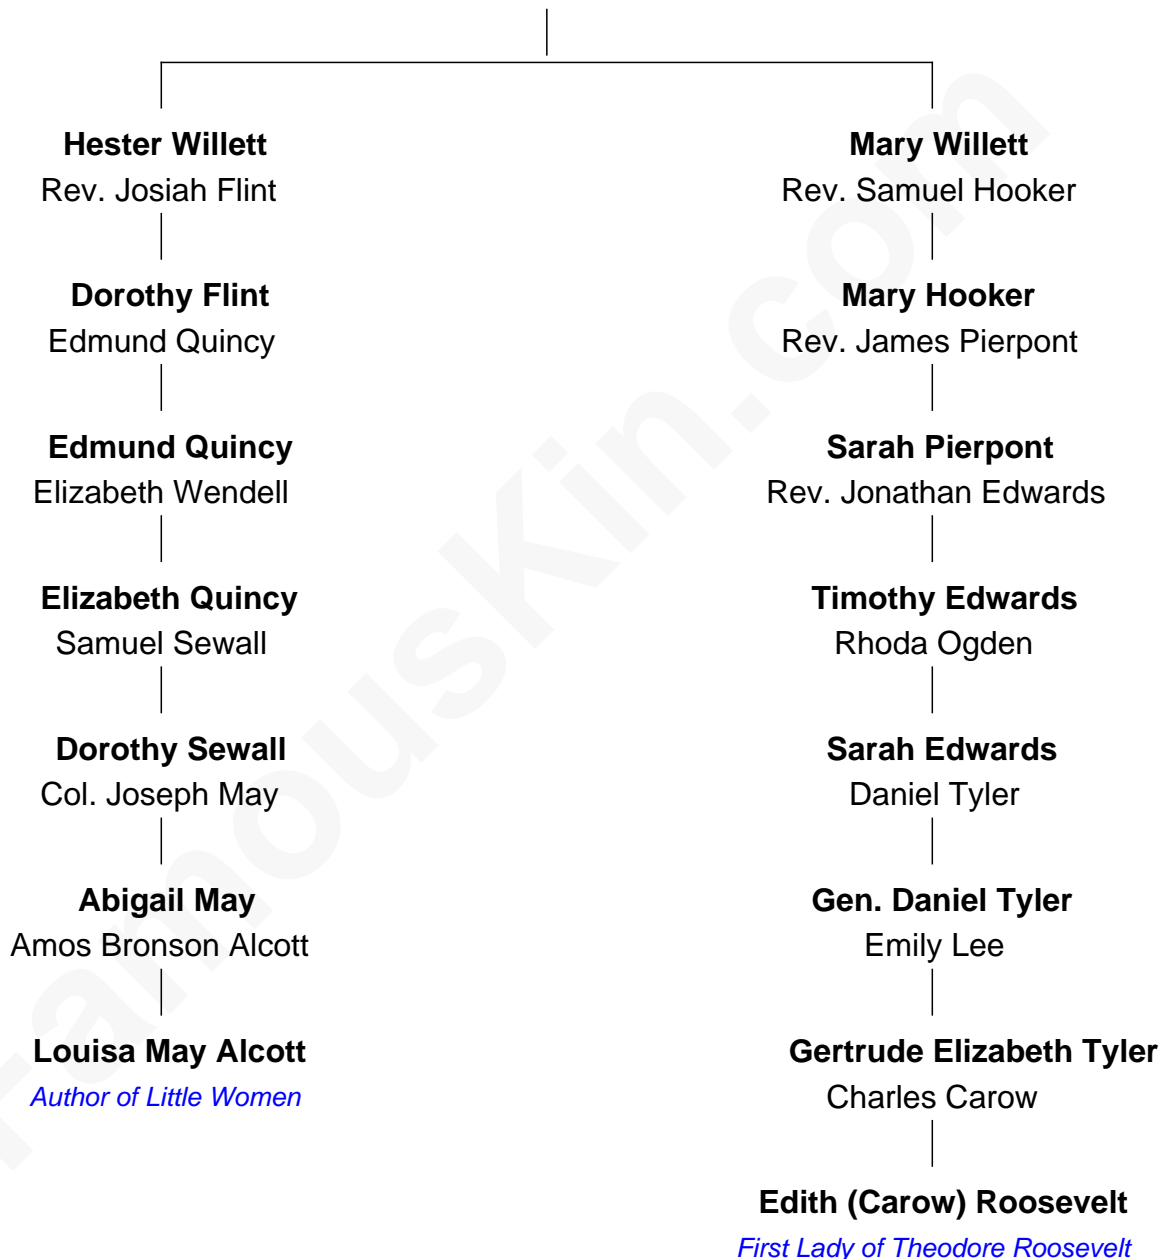 Hester Willett
Rev. Josiah Flint
Dorothy Flint
Edmund Quincy
Edmund Quincy
Elizabeth Wendell
Elizabeth Quincy
Samuel Sewall
Dorothy Sewall
Col. Joseph May
Abigail May
Amos Bronson Alcott
Louisa May Alcott
Author of Little Women
Mary Willett
Rev. Samuel Hooker
Mary Hooker
Rev. James Pierpont
Sarah Pierpont
Rev. Jonathan Edwards
Timothy Edwards
Rhoda Ogden
Sarah Edwards
Daniel Tyler
Gen. Daniel Tyler
Emily Lee
Gertrude Elizabeth Tyler
Charles Carow
Edith (Carow) Roosevelt
First Lady of Theodore Roosevelt
FamousKin.com